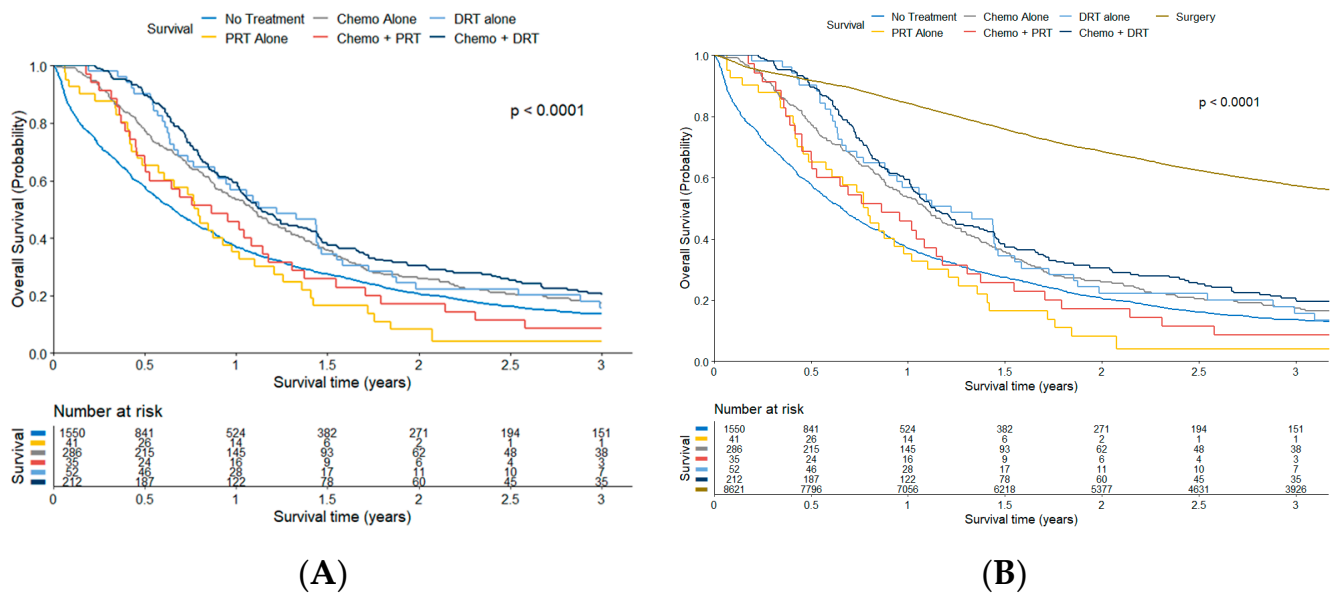 Survival No Treatment Chemo Alone DRT alone
PRT Alone Chemo + PRT Chemo + DRT
1.0
0.8
0.6
0.4
0.2
0.0
Overall Survival (Probability)
p < 0.0001
0 0.5 1 1.5 2 2.5 3
Survival time (years)
Number at risk
Survival
1550 841 524 382 271 194 151
41 26 14 6 2 1 1
286 215 145 93 62 48 38
35 24 16 9 6 4 3
52 46 28 17 11 10 7
212 187 122 78 60 45 35
0 0.5 1 1.5 2 2.5 3
Survival time (years)
(A)
Survival No Treatment Chemo Alone DRT alone Surgery
PRT Alone Chemo + PRT Chemo + DRT
1.0
0.8
0.6
0.4
0.2
0.0
Overall Survival (Probability)
p < 0.0001
0 0.5 1 1.5 2 2.5 3
Survival time (years)
Number at risk
Survival
1550 841 524 382 271 194 151
41 26 14 6 2 1 1
286 215 145 93 62 48 38
35 24 16 9 6 4 3
52 46 28 17 11 10 7
212 187 122 78 60 45 35
8621 7796 7056 6218 5377 4631 3926
0 0.5 1 1.5 2 2.5 3
Survival time (years)
(B)